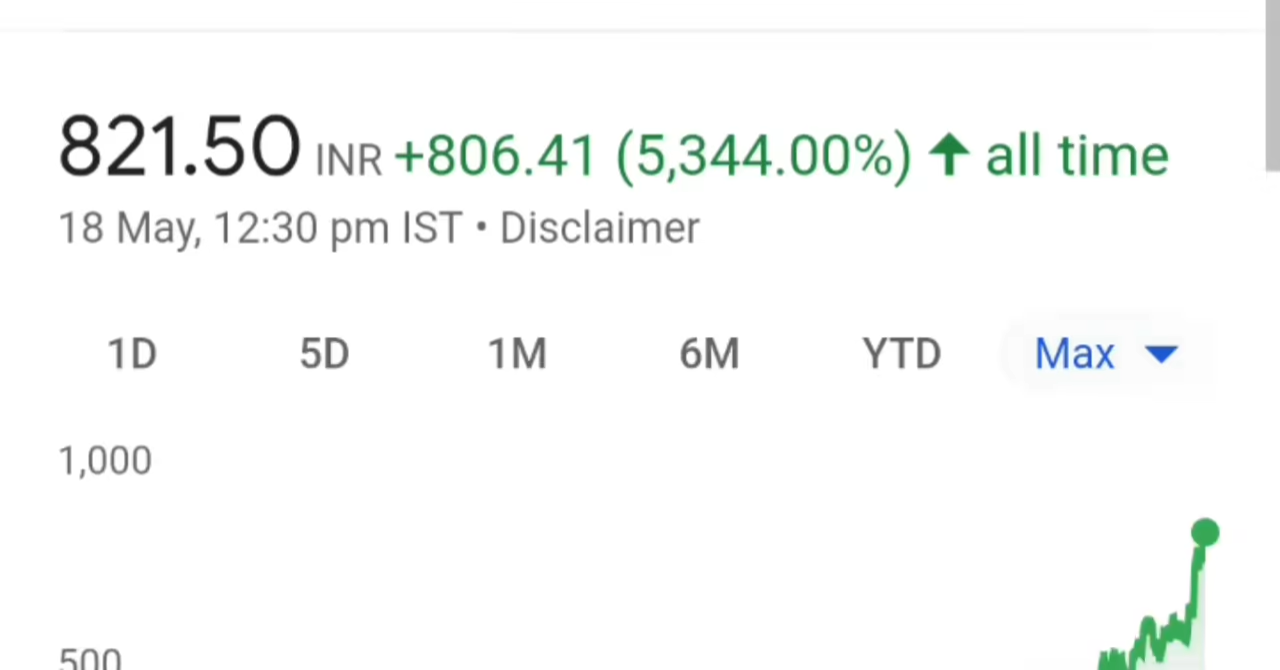 821.50 INR +806.41 (5,344.00%) ↑ all time
18 May, 12:30 pm IST • Disclaimer
1D 5D 1M 6M YTD Max
1,000
500